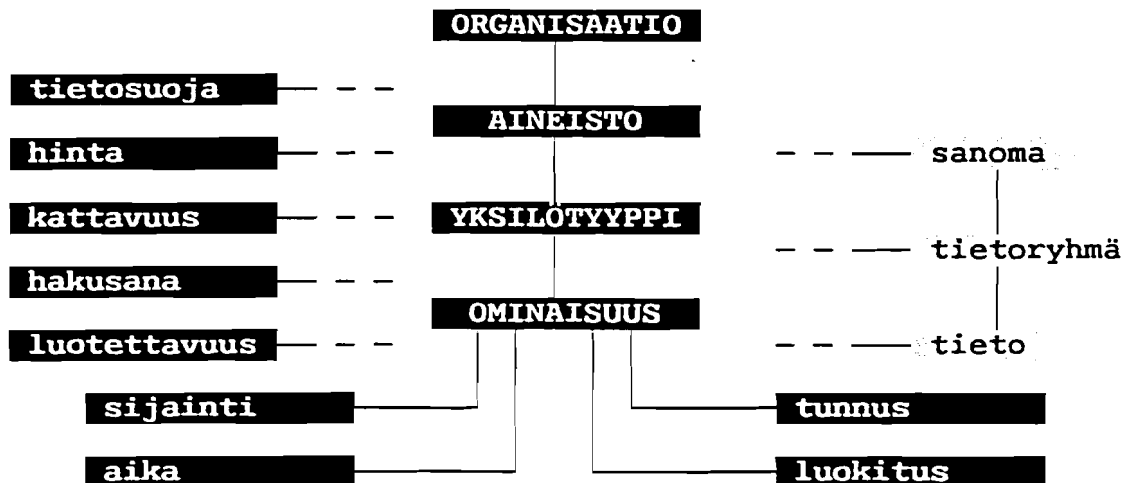 ORGANISAATIO
tietosuoja
AINEISTO
hinta
sanoma
kattavuus
YKSILÖTYYPPI
tietoryhmä
hakusana
OMINAISUUS
luotettavuus
tieto
sijainti
tunnus
aika
luokitus